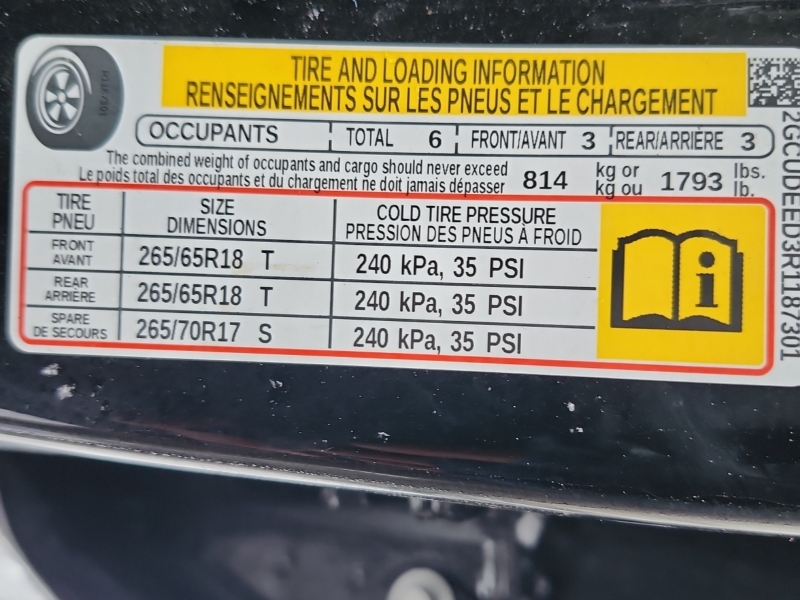 TIRE AND LOADING INFORMATION
RENSEIGNEMENTS SUR LES PNEUS ET LE CHARGEMENT
OCCUPANTS TOTAL 6 FRONT/AVANT 3 REAR/ARRIÈRE 3
The combined weight of occupants and cargo should never exceed 814 kg or 1793 lbs.
Le poids total des occupants et du chargement ne doit jamais dépasser kg ou lb.
TIRE SIZE COLD TIRE PRESSURE
PNEU DIMENSIONS PRESSION DES PNEUS À FROID
FRONT
AVANT 265/65R18 T 240 kPa, 35 PSI
REAR
ARRIÈRE 265/65R18 T 240 kPa, 35 PSI
SPARE
DE SECOURS 265/70R17 S 240 kPa, 35 PSI
i
2GCUDEED3R1187301